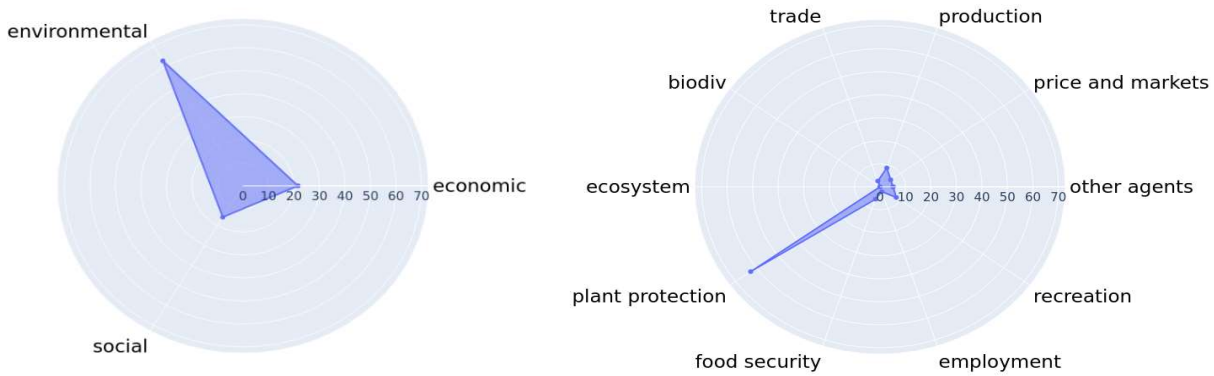 environmental
economic
0 10 20 30 40 50 60 70
social
trade
production
biodiv
price and markets
ecosystem
other agents
0 10 20 30 40 50 60 70
plant protection
recreation
food security
employment